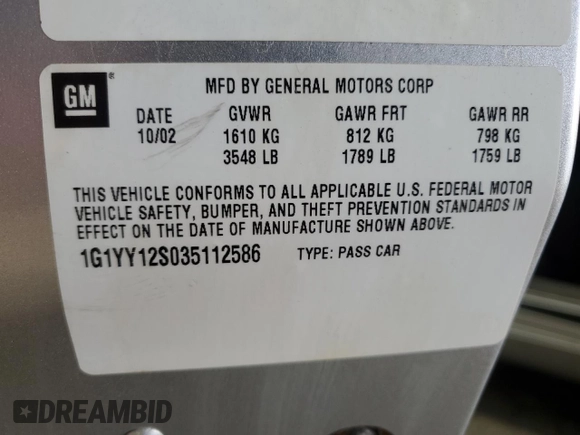 GM ®
MFD BY GENERAL MOTORS CORP
DATE GVWR GAWR FRT GAWR RR
10/02 1610 KG 812 KG 798 KG
3548 LB 1789 LB 1759 LB
THIS VEHICLE CONFORMS TO ALL APPLICABLE U.S. FEDERAL MOTOR
VEHICLE SAFETY, BUMPER, AND THEFT PREVENTION STANDARDS IN
EFFECT ON THE DATE OF MANUFACTURE SHOWN ABOVE.
1G1YY12S035112586 TYPE: PASS CAR
DREAMBID